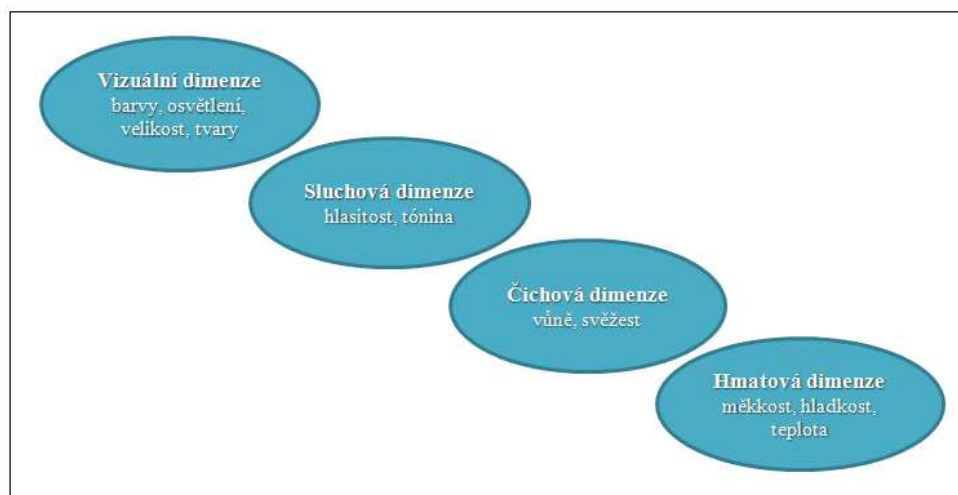 Vizuální dimenze
barvy, osvětlení,
velikost, tvary
Sluchová dimenze
hlasitost, tónina
Čichová dimenze
vůně, svěžest
Hmatová dimenze
měkkost, hladkost,
teplota